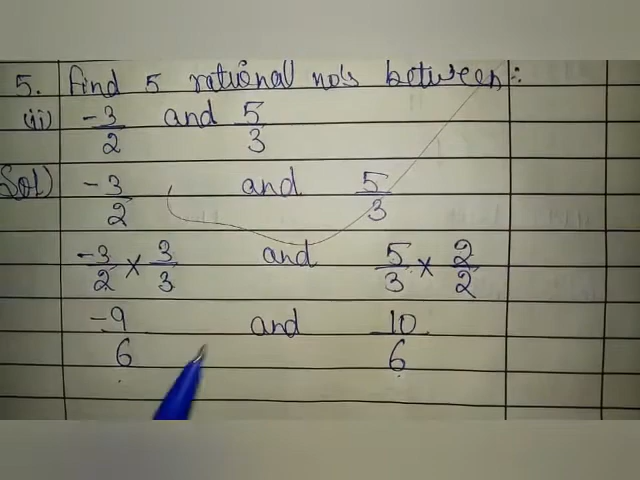 5. Find 5 rational no's between:
(ii) -3/2 and 5/3
Sol) -3/2 and 5/3
-3/2 × 3/3 and 5/3 × 2/2
-9/6 and 10/6